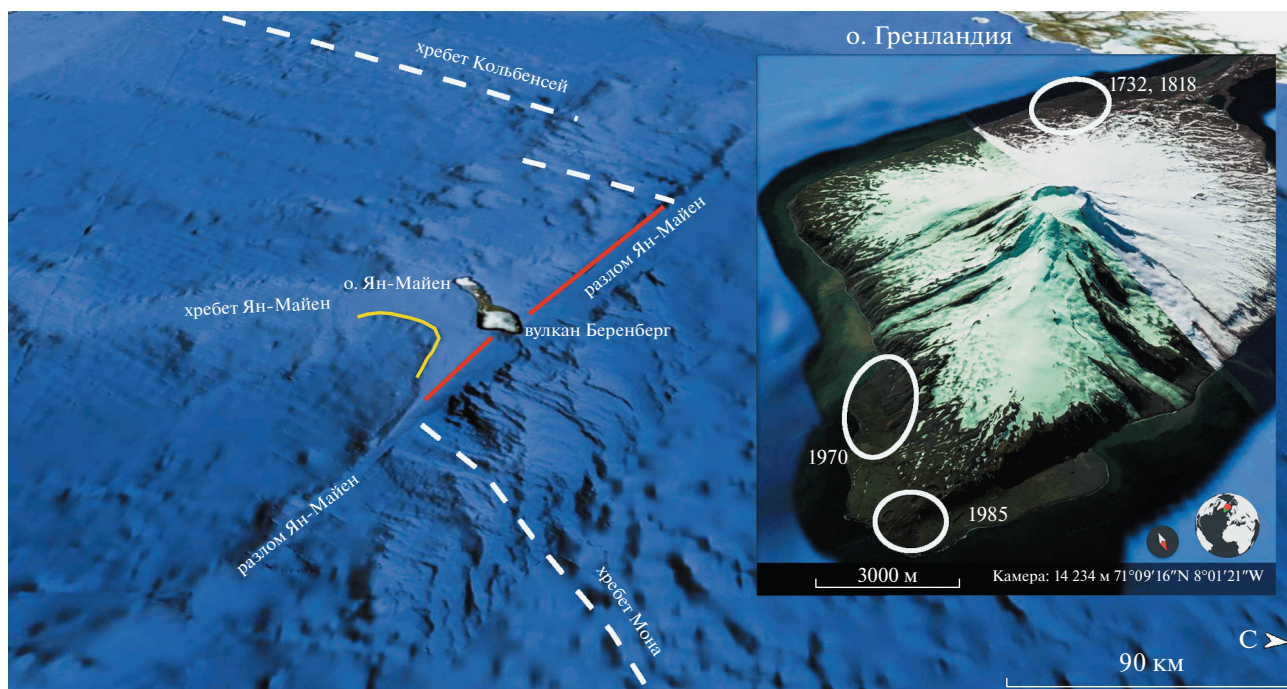 о. Гренландия
хребет Кольбенсей
1732, 1818
разлом Ян-Майен
о. Ян-Майен
хребет Ян-Майен
вулкан Беренберг
1970
1985
разлом Ян-Майен
хребет Мона
3000 м
Камера: 14 234 м 71°09′16″N 8°01′21″W
С
90 км